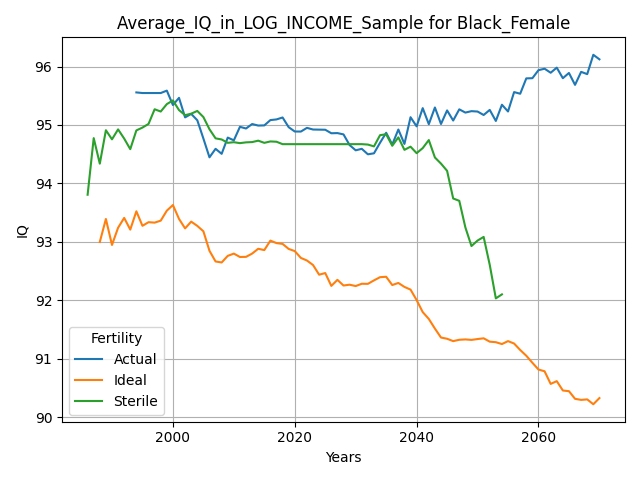 Average_IQ_in_LOG_INCOME_Sample for Black_Female
96
95
94
93
92
91
90
IQ
Fertility
Actual
Ideal
Sterile
2000
2020
2040
2060
Years